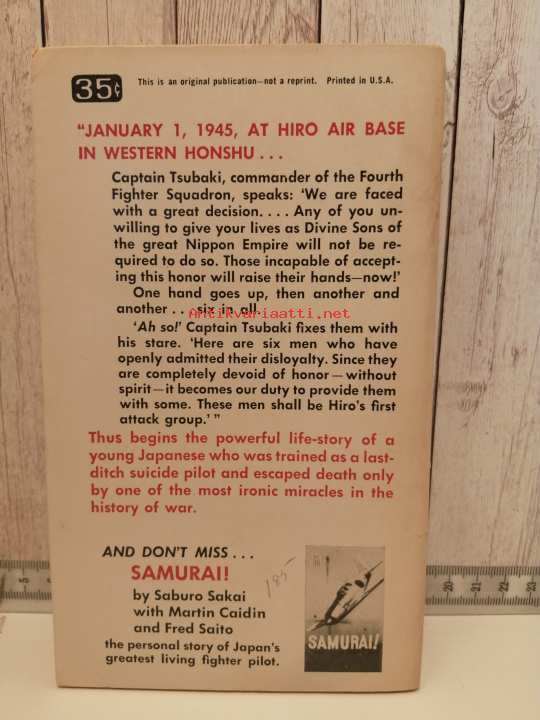 35¢ This is an original publication—not a reprint. Printed in U.S.A.
"JANUARY 1, 1945, AT HIRO AIR BASE
IN WESTERN HONSHU . . .
Captain Tsubaki, commander of the Fourth
Fighter Squadron, speaks: 'We are faced
with a great decision. . . . Any of you un-
willing to give your lives as Divine Sons of
the great Nippon Empire will not be re-
quired to do so. Those incapable of accept-
ing this honor will raise their hands—now!'
One hand goes up, then another and
another . . . six in all.
Antikvariaatti.net
'Ah so!' Captain Tsubaki fixes them with
his stare. 'Here are six men who have
openly admitted their disloyalty. Since they
are completely devoid of honor—without
spirit—it becomes our duty to provide them
with some. These men shall be Hiro's first
attack group.' "
Thus begins the powerful life-story of a
young Japanese who was trained as a last-
ditch suicide pilot and escaped death only
by one of the most ironic miracles in the
history of war.
AND DON'T MISS . . .
SAMURAI!
by Saburo Sakai
with Martin Caidin
and Fred Saito
the personal story of Japan's
greatest living fighter pilot.
185
SAMURAI!
20 21 22 23